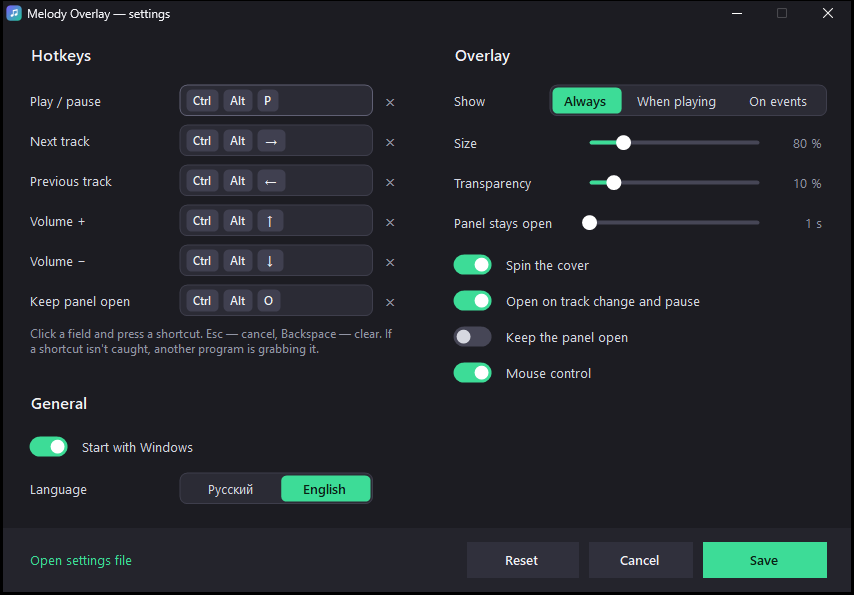 Melody Overlay — settings
Hotkeys
Play / pause Ctrl Alt P ×
Next track Ctrl Alt → ×
Previous track Ctrl Alt ← ×
Volume + Ctrl Alt ↑ ×
Volume − Ctrl Alt ↓ ×
Keep panel open Ctrl Alt O ×
Click a field and press a shortcut. Esc — cancel, Backspace — clear. If
a shortcut isn't caught, another program is grabbing it.
General
Start with Windows
Language Русский English
Overlay
Show Always When playing On events
Size 80 %
Transparency 10 %
Panel stays open 1 s
Spin the cover
Open on track change and pause
Keep the panel open
Mouse control
Open settings file Reset Cancel Save